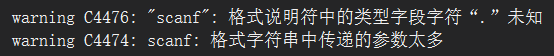 warning C4476: "scanf": 格式说明符中的类型字段字符“.”未知
warning C4474: scanf: 格式字符串中传递的参数太多